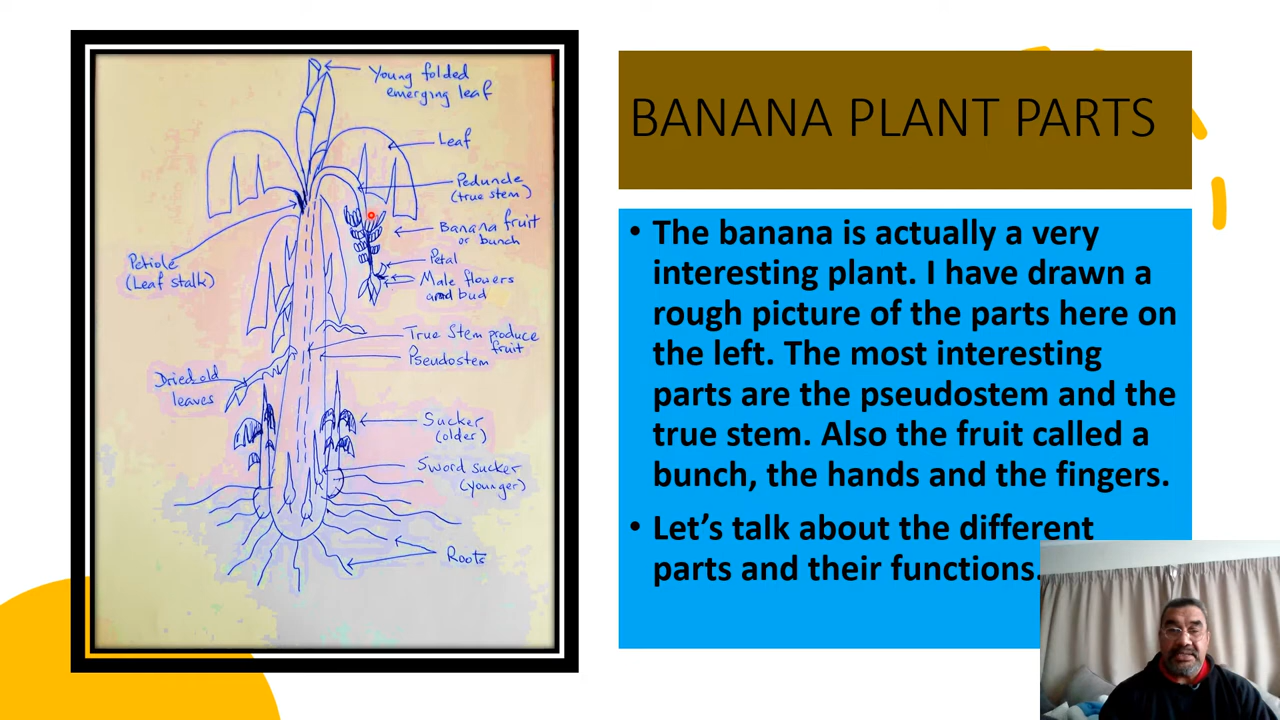 Young folded
emerging leaf
Leaf
Peduncle
(true stem)
Banana fruit
or bunch
Petal
Male flowers
and bud
Petiole
(Leaf stalk)
True Stem produce
fruit
Pseudostem
Dried old
leaves
Sucker
(older)
Sword sucker
(younger)
Roots
BANANA PLANT PARTS
• The banana is actually a very
interesting plant. I have drawn a
rough picture of the parts here on
the left. The most interesting
parts are the pseudostem and the
true stem. Also the fruit called a
bunch, the hands and the fingers.
• Let’s talk about the different
parts and their functions.